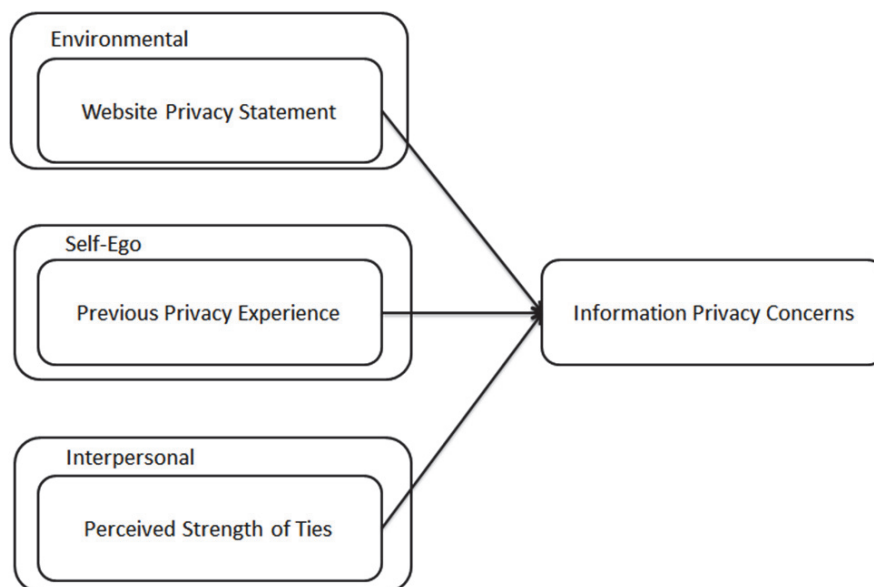 Environmental
Website Privacy Statement
Self-Ego
Previous Privacy Experience
Information Privacy Concerns
Interpersonal
Perceived Strength of Ties